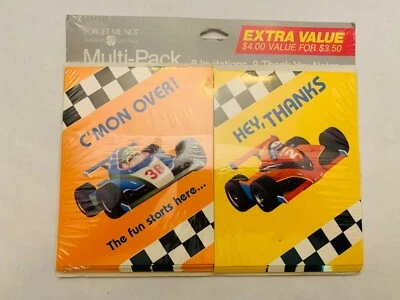 FORGET ME NOT
EXTRA VALUE
$4.00 VALUE FOR $3.50
Multi-Pack 8 Invitations, 8 Thank You Notes
C'MON OVER!
38
The fun starts here...
HEY, THANKS